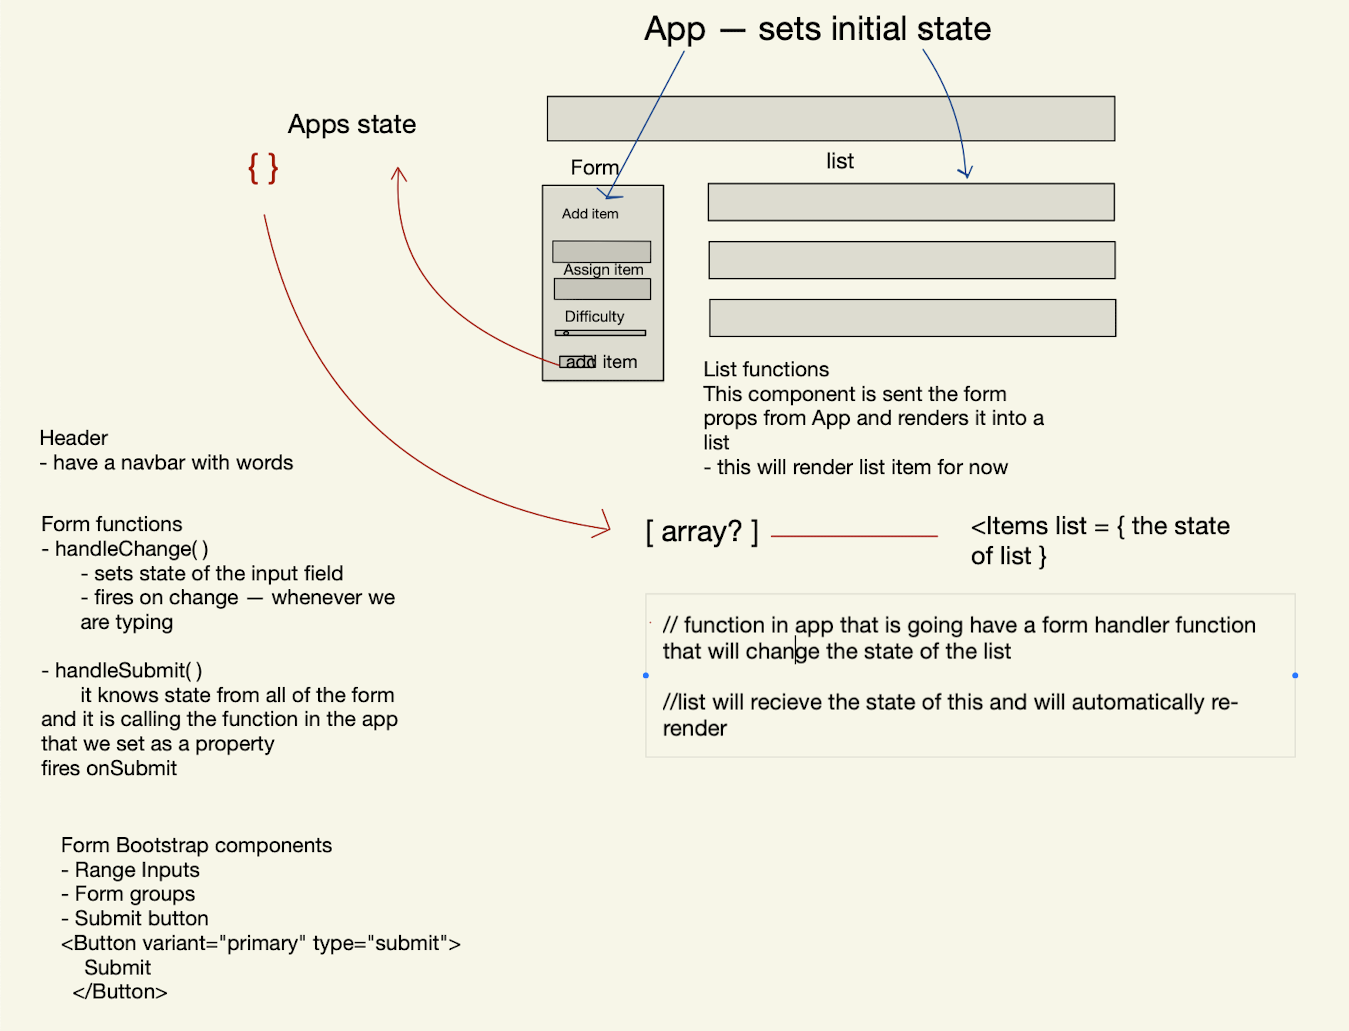 App — sets initial state
Apps state
{ }
Form
list
Add item
Assign item
Difficulty
add item
List functions
This component is sent the form
props from App and renders it into a
list
- this will render list item for now
Header
- have a navbar with words
Form functions
- handleChange( )
- sets state of the input field
- fires on change — whenever we
are typing
- handleSubmit( )
it knows state from all of the form
and it is calling the function in the app
that we set as a property
fires onSubmit
[ array? ]
<Items list = { the state
of list }
// function in app that is going have a form handler function
that will change the state of the list
//list will recieve the state of this and will automatically re-
render
Form Bootstrap components
- Range Inputs
- Form groups
- Submit button
<Button variant="primary" type="submit">
Submit
</Button>